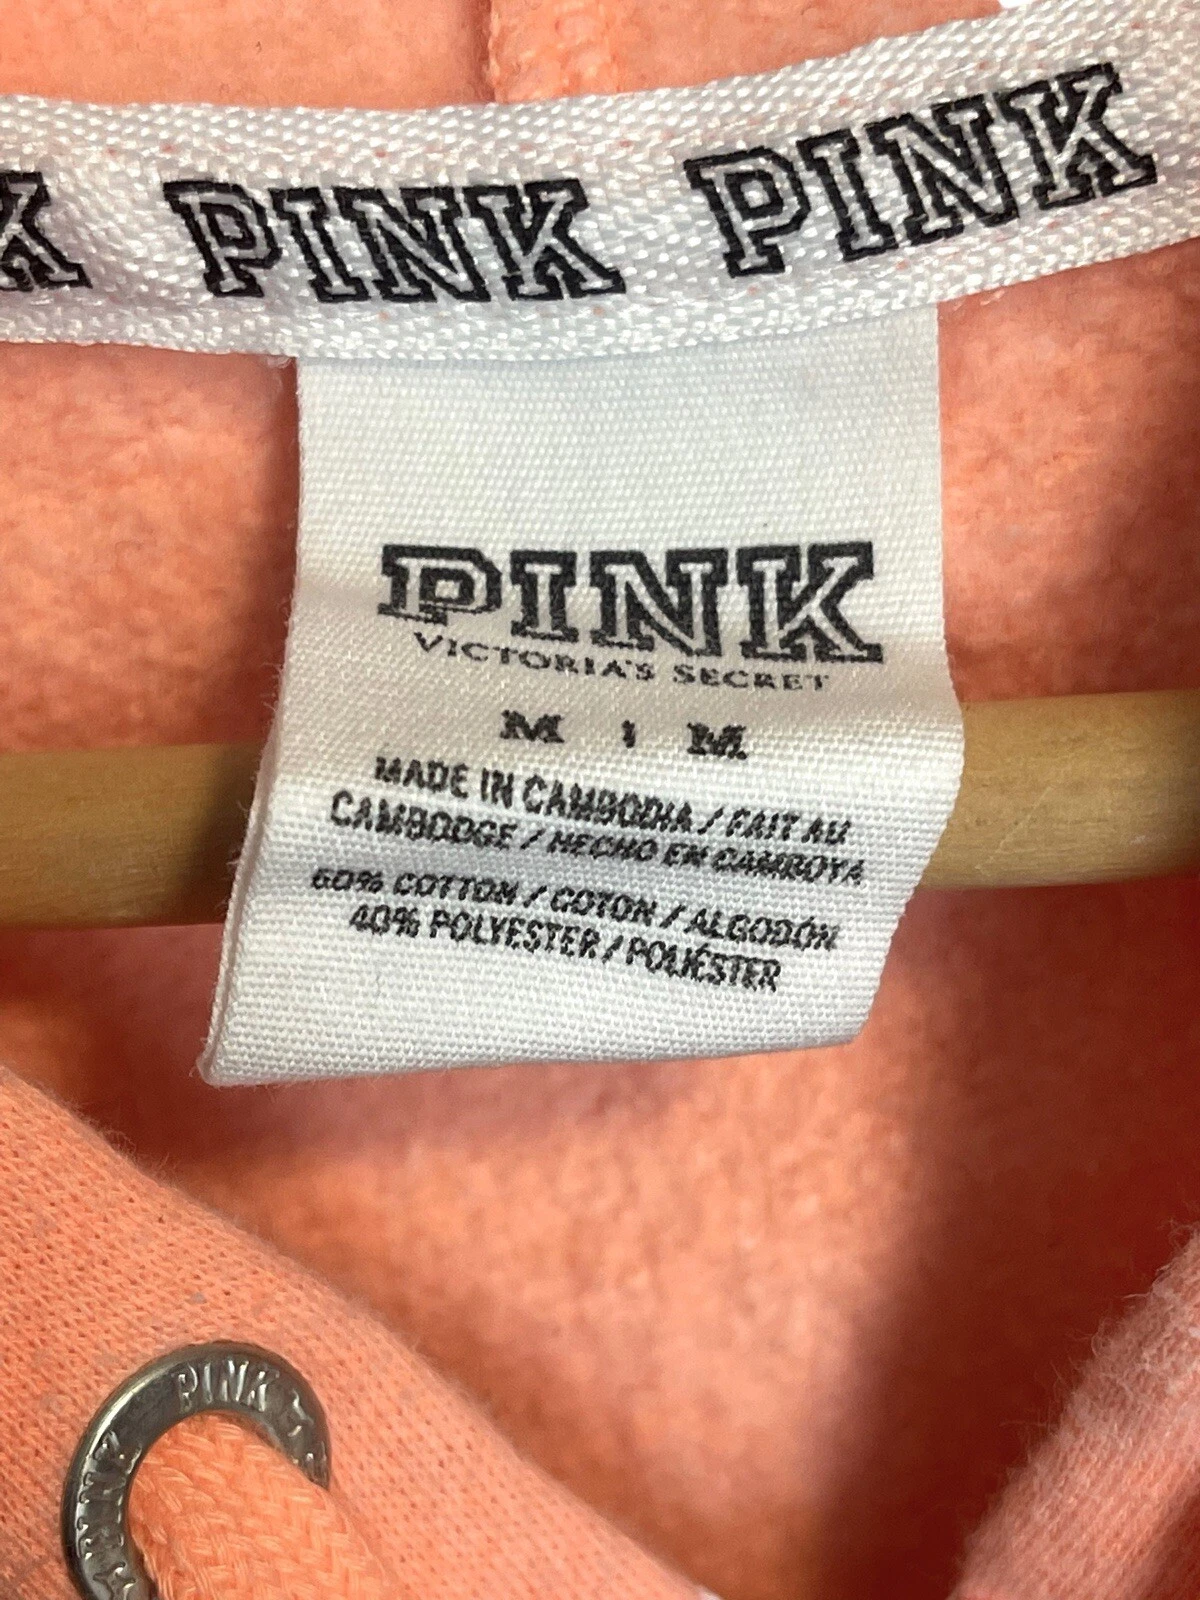 K PINK PINK
PINK
VICTORIA'S SECRET
M | M
MADE IN CAMBODIA / FAIT AU
CAMBODGE / HECHO EN CAMBOYA
60% COTTON / COTON / ALGODÓN
40% POLYESTER / POLIÉSTER
PINK
PINK